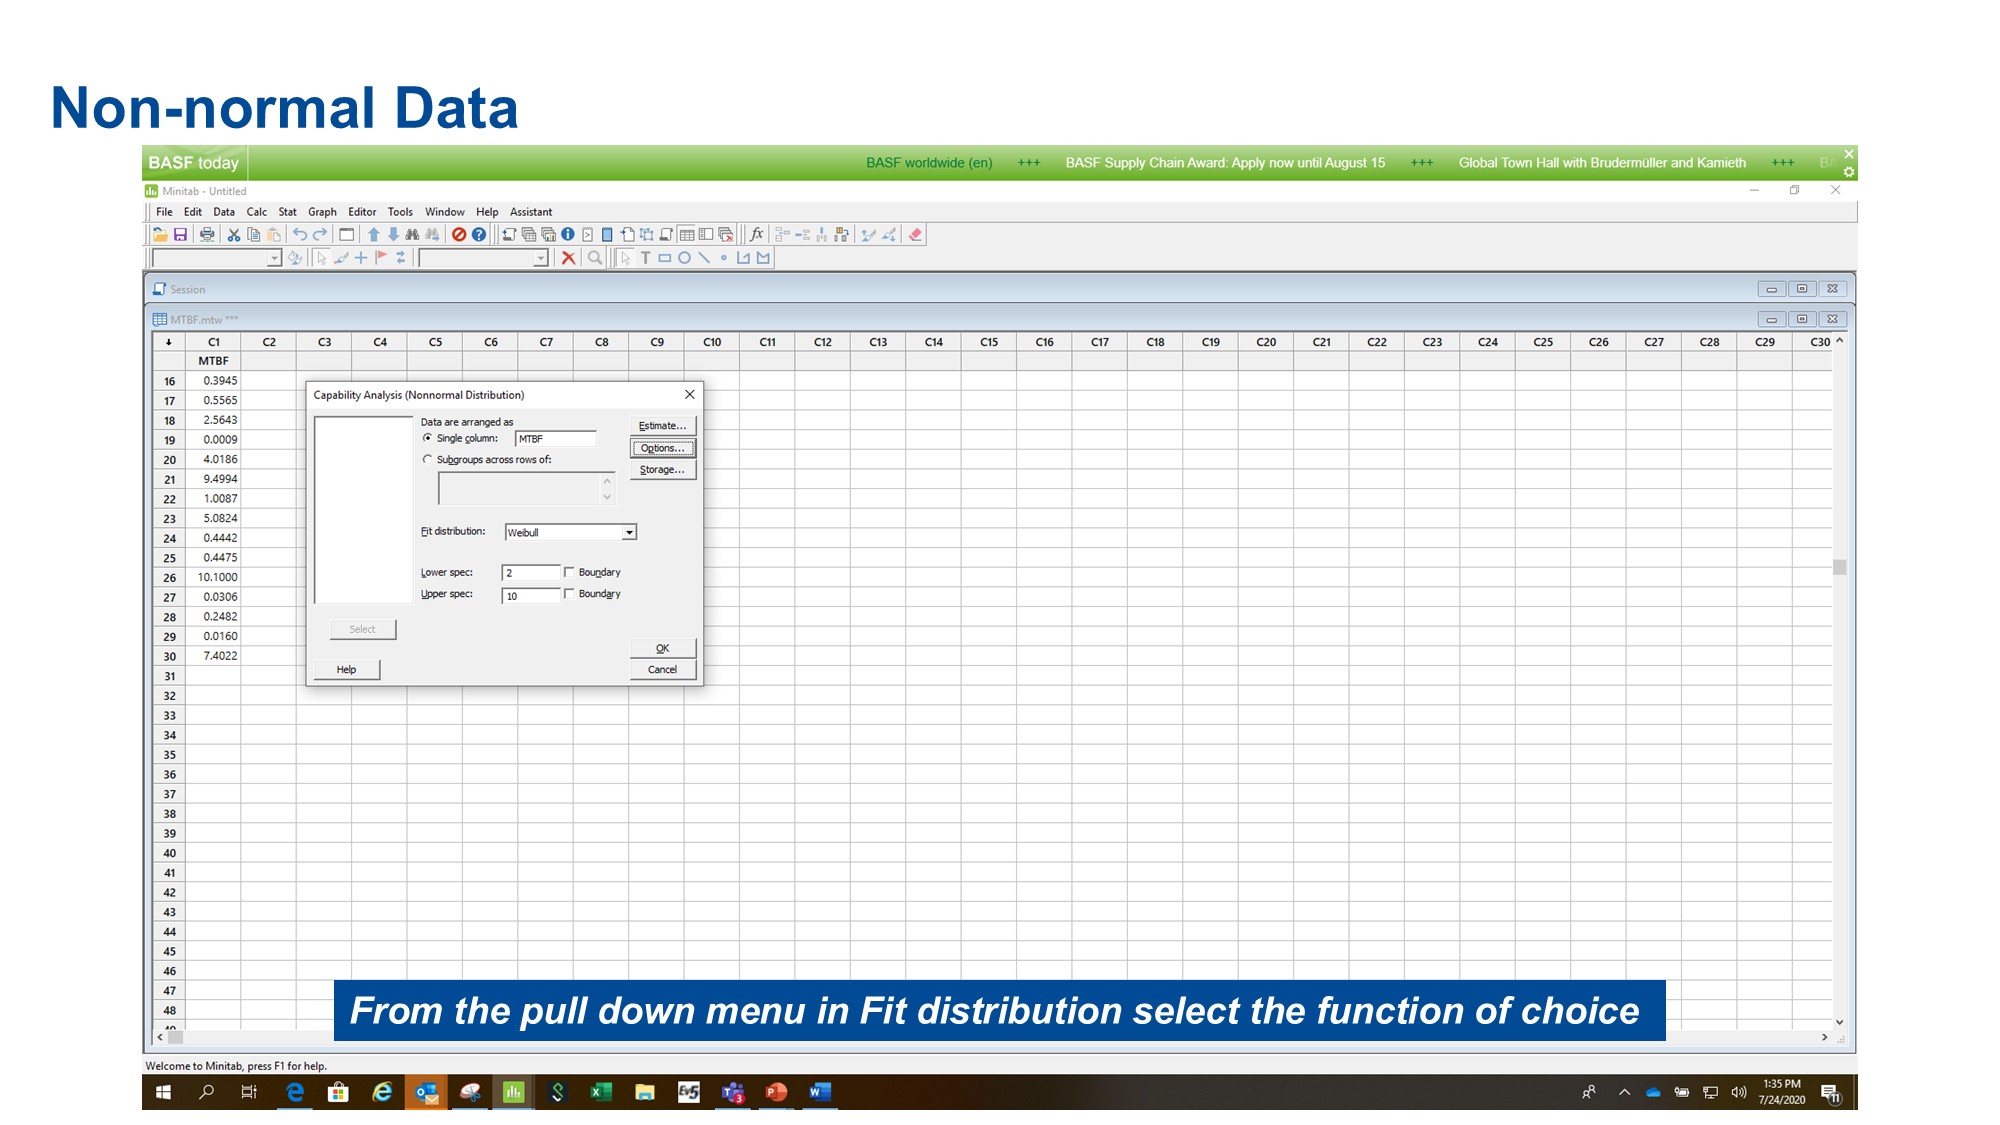 Non-normal Data
BASF today
BASF worldwide (en) +++ BASF Supply Chain Award: Apply now until August 15 +++ Global Town Hall with Brudermüller and Kamieth +++
Minitab - Untitled
File Edit Data Calc Stat Graph Editor Tools Window Help Assistant
Session
MTBF.mtw ***
C1 C2 C3 C4 C5 C6 C7 C8 C9 C10 C11 C12 C13 C14 C15 C16 C17 C18 C19 C20 C21 C22 C23 C24 C25 C26 C27 C28 C29 C30
MTBF
16 0.3945
17 0.5565
18 2.5643
19 0.0009
20 4.0186
21 9.4994
22 1.0087
23 5.0824
24 0.4442
25 0.4475
26 10.1000
27 0.0306
28 0.2482
29 0.0160
30 7.4022
31
32
33
34
35
36
37
38
39
40
41
42
43
44
45
46
47
48
Capability Analysis (Nonnormal Distribution)
Data are arranged as
Single column: MTBF
Subgroups across rows of:
Fit distribution: Weibull
Lower spec: 2 Boundary
Upper spec: 10 Boundary
Estimate...
Options...
Storage...
Select
Help
OK
Cancel
From the pull down menu in Fit distribution select the function of choice
Welcome to Minitab, press F1 for help.
1:35 PM
7/24/2020